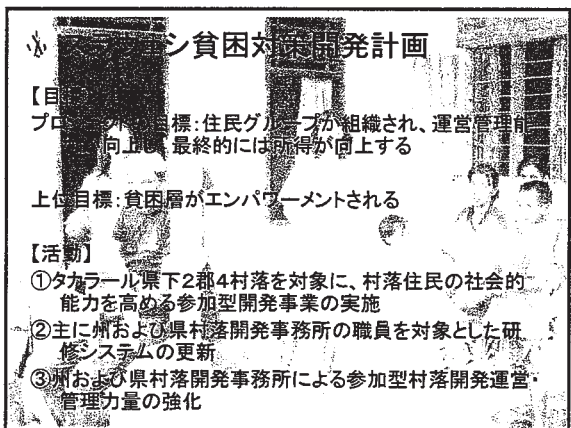 シ貧困対策開発計画
【目
プロ 標：住民グループが組織され、運営管理能
向上し、最終的には所得が向上する
上位目標：貧困層がエンパワーメントされる
【活動】
①タカラール県下2郡4村落を対象に、村落住民の社会的
能力を高める参加型開発事業の実施
②主に州および県村落開発事務所の職員を対象とした研
修システムの更新
③州および県村落開発事務所による参加型村落開発運営・
管理力量の強化